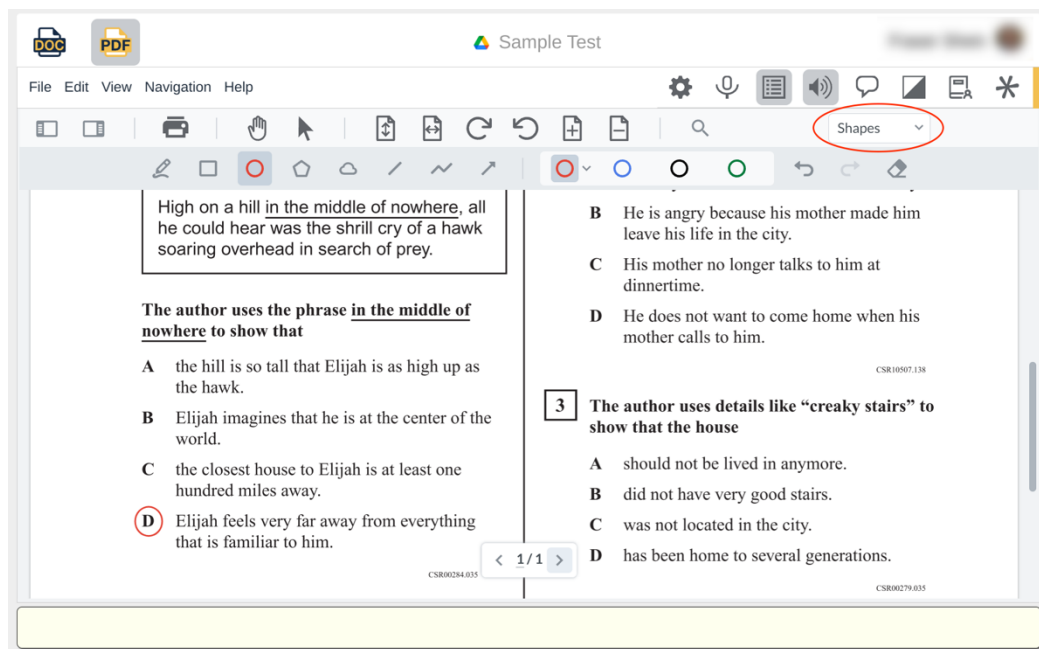 DOC
PDF
Sample Test
File Edit View Navigation Help
Shapes
High on a hill in the middle of nowhere, all
he could hear was the shrill cry of a hawk
soaring overhead in search of prey.
The author uses the phrase in the middle of
nowhere to show that
A the hill is so tall that Elijah is as high up as
the hawk.
B Elijah imagines that he is at the center of the
world.
C the closest house to Elijah is at least one
hundred miles away.
D Elijah feels very far away from everything
that is familiar to him.
CSR00284.035
B He is angry because his mother made him
leave his life in the city.
C His mother no longer talks to him at
dinnertime.
D He does not want to come home when his
mother calls to him.
CSR10507.138
3 The author uses details like “creaky stairs” to
show that the house
A should not be lived in anymore.
B did not have very good stairs.
C was not located in the city.
D has been home to several generations.
CSR00279.035
1/1